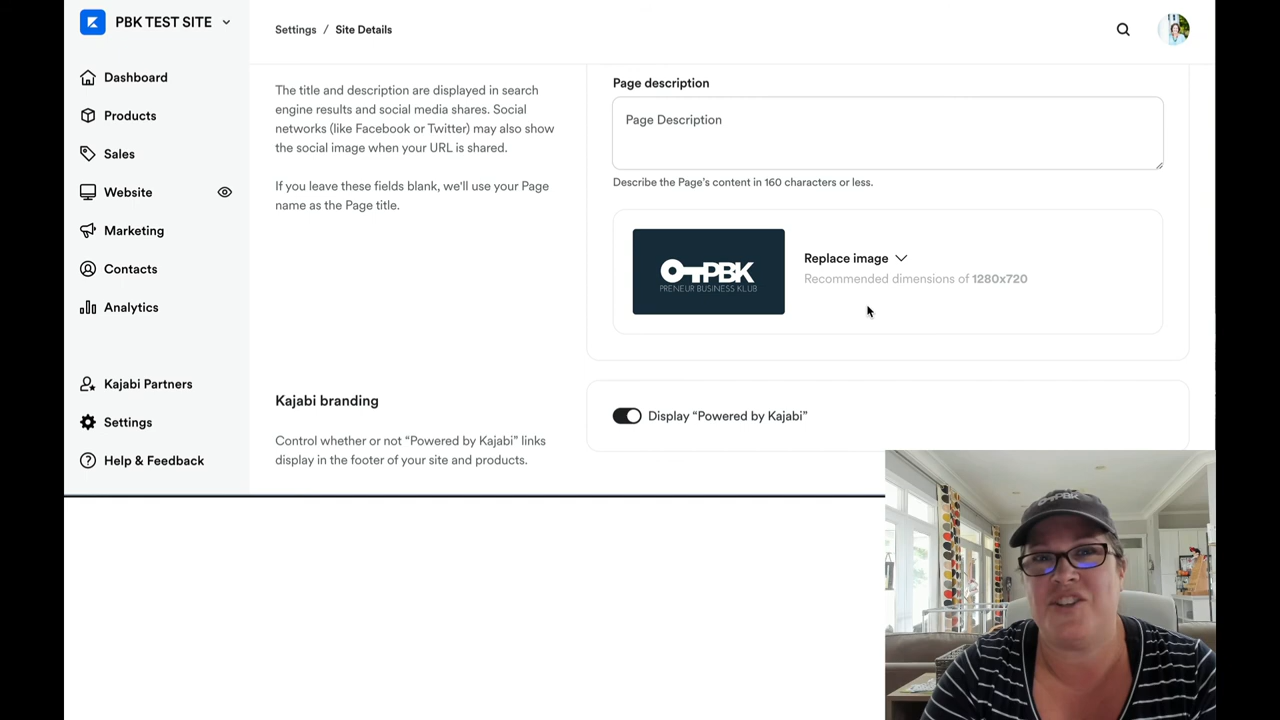 PBK TEST SITE
Settings / Site Details
Dashboard
Products
Sales
Website
Marketing
Contacts
Analytics
Kajabi Partners
Settings
Help & Feedback
The title and description are displayed in search
engine results and social media shares. Social
networks (like Facebook or Twitter) may also show
the social image when your URL is shared.
If you leave these fields blank, we'll use your Page
name as the Page title.
Page description
Page Description
Describe the Page's content in 160 characters or less.
PBK
PRENEUR BUSINESS KLUB
Replace image
Recommended dimensions of 1280x720
Kajabi branding
Control whether or not “Powered by Kajabi” links
display in the footer of your site and products.
Display “Powered by Kajabi”
PBK